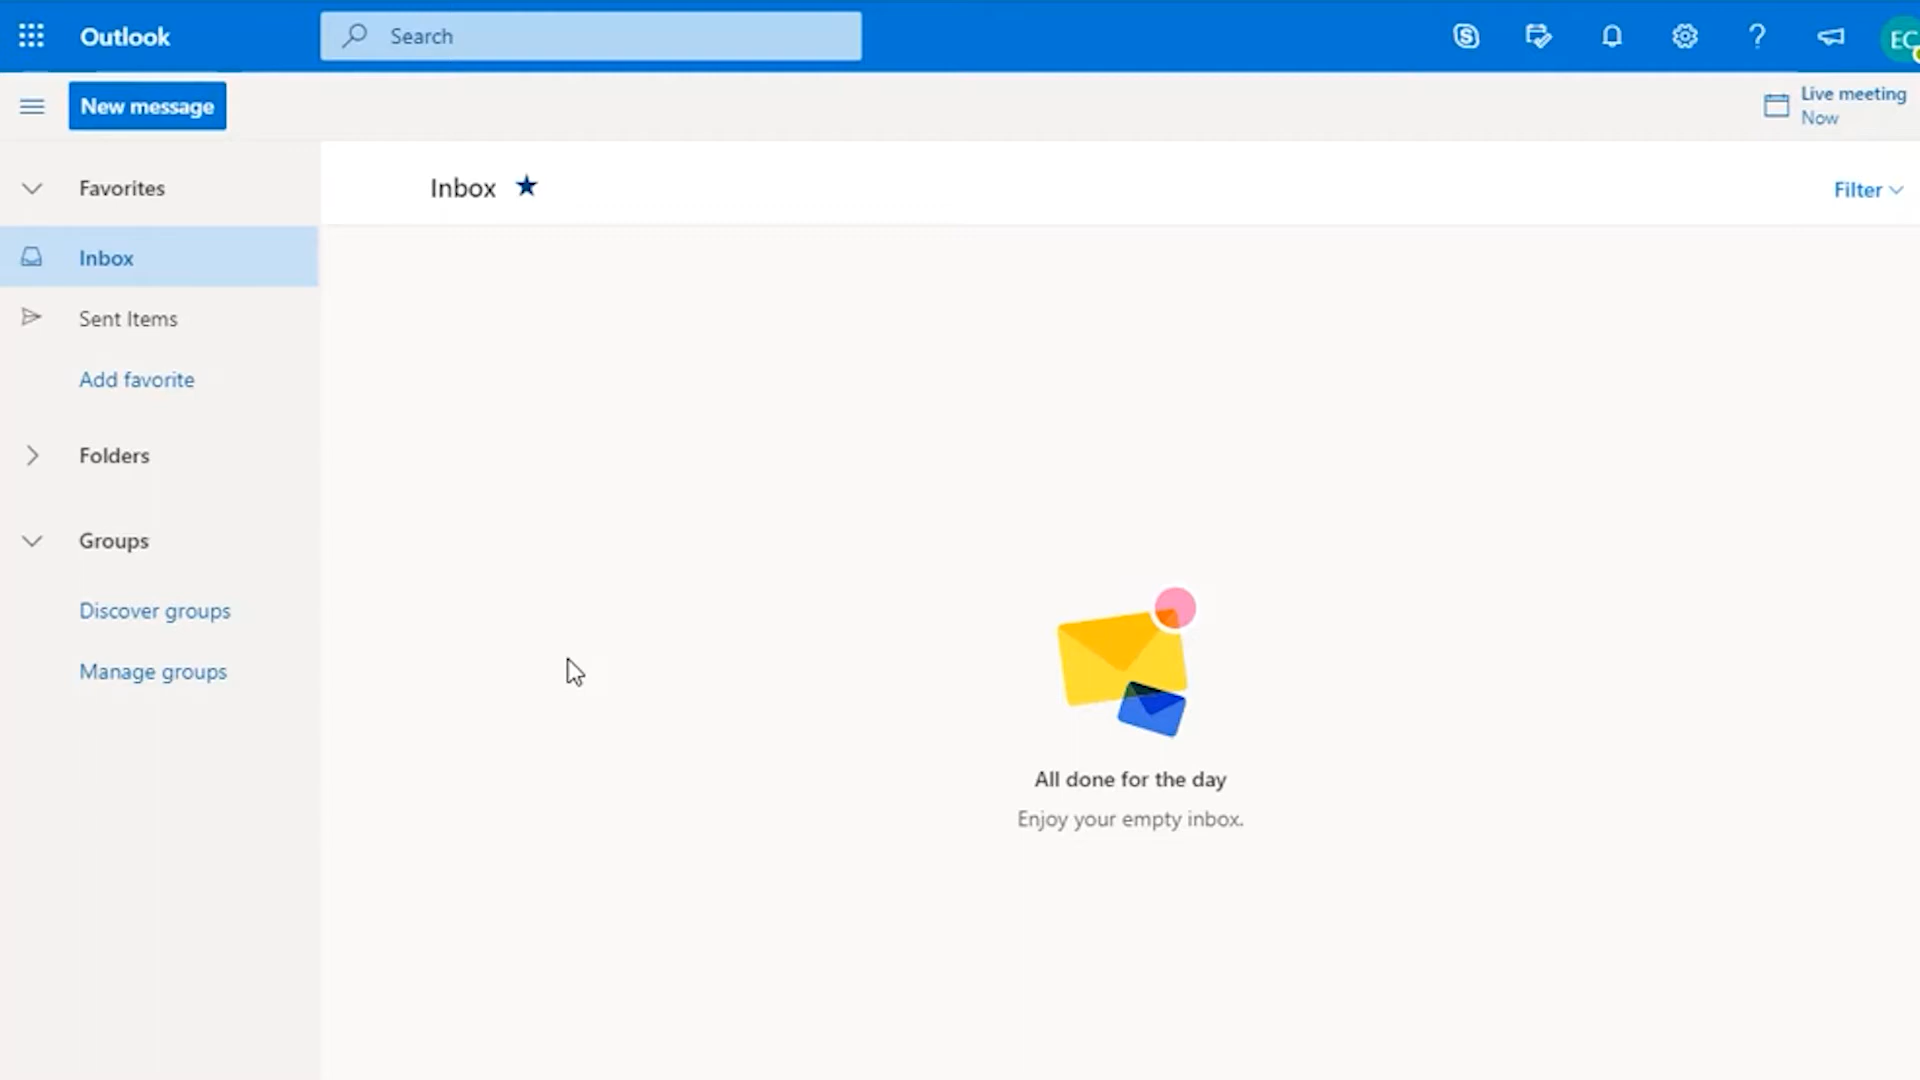 Outlook
Search
EC
New message
Live meeting
Now
Favorites
Inbox
Filter
Inbox
Sent Items
Add favorite
Folders
Groups
Discover groups
Manage groups
All done for the day
Enjoy your empty inbox.